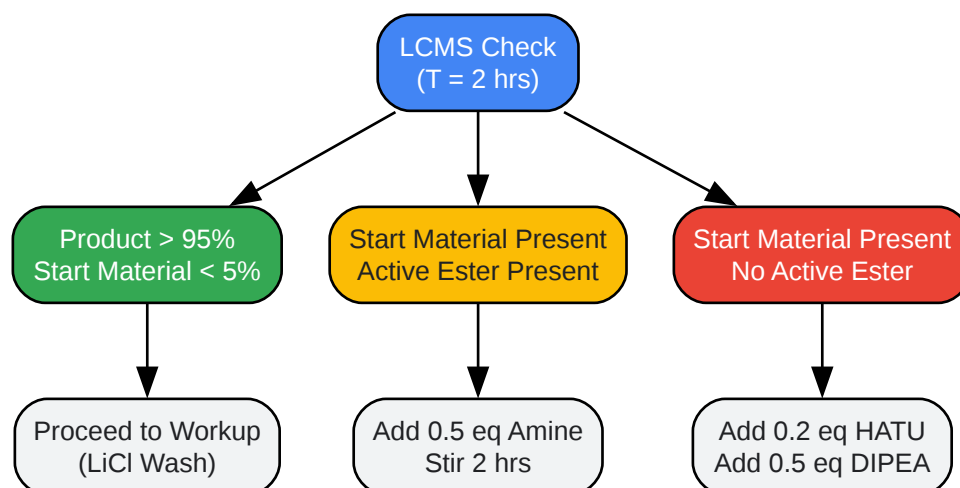 LCMS Check
(T = 2 hrs)
Product > 95%
Start Material < 5%
Start Material Present
Active Ester Present
Start Material Present
No Active Ester
Proceed to Workup
(LiCl Wash)
Add 0.5 eq Amine
Stir 2 hrs
Add 0.2 eq HATU
Add 0.5 eq DIPEA